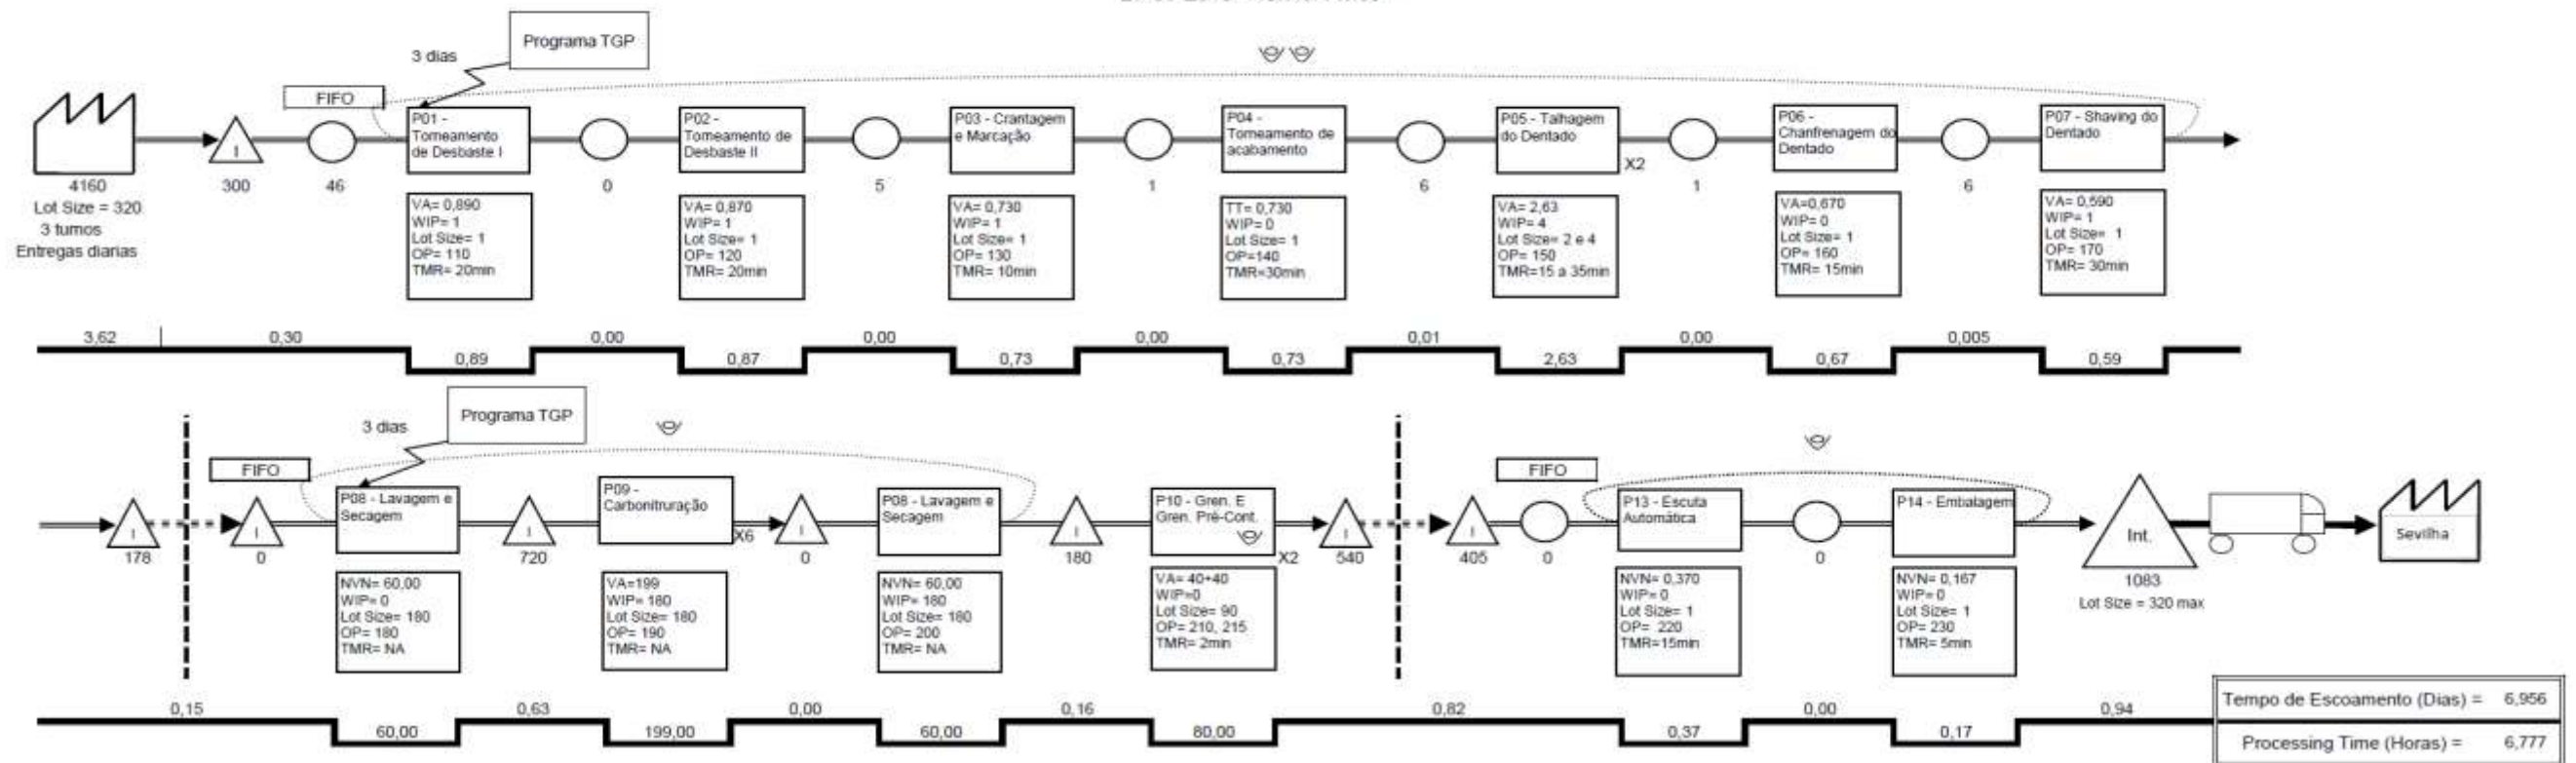 Programa TGP
3 dias
FIFO
4160
Lot Size = 320
3 turnos
Entregas diarias
I
300
46
P01 -
Torneamento
de Desbaste I
VA= 0,890
WIP= 1
Lot Size= 1
OP= 110
TMR= 20min
0
P02 -
Torneamento de
Desbaste II
VA= 0,870
WIP= 1
Lot Size= 1
OP= 120
TMR= 20min
5
P03 - Crantagem
e Marcação
VA= 0,730
WIP= 1
Lot Size= 1
OP= 130
TMR= 10min
1
P04 -
Torneamento de
acabamento
TT= 0,730
WIP= 0
Lot Size= 1
OP=140
TMR=30min
6
P05 - Talhagem
do Dentado
X2
VA= 2,63
WIP= 4
Lot Size= 2 e 4
OP= 150
TMR=15 a 35min
1
P06 -
Chanfrenagem do
Dentado
VA=0,670
WIP= 0
Lot Size= 1
OP= 160
TMR= 15min
6
P07 - Shaving do
Dentado
VA= 0,590
WIP= 1
Lot Size= 1
OP= 170
TMR= 30min
3,62 0,30 0,00 0,00 0,00 0,01 0,00 0,005
0,89 0,87 0,73 0,73 2,63 0,67 0,59
Programa TGP
3 dias
FIFO
I
178
I
0
P08 - Lavagem e
Secagem
NVN= 60,00
WIP= 0
Lot Size= 180
OP= 180
TMR= NA
I
720
P09 -
Carbonituração
X6
VA=199
WIP= 180
Lot Size= 180
OP= 190
TMR= NA
I
0
P08 - Lavagem e
Secagem
NVN= 60,00
WIP= 180
Lot Size= 180
OP= 200
TMR= NA
I
180
P10 - Gren. E
Gren. Pré-Cont.
X2
VA= 40+40
WIP=0
Lot Size= 90
OP= 210, 215
TMR= 2min
I
540
I
405
FIFO
0
P13 - Escuta
Automática
NVN= 0,370
WIP= 0
Lot Size= 1
OP= 220
TMR=15min
0
P14 - Embalagem
NVN= 0,167
WIP= 0
Lot Size= 1
OP= 230
TMR= 5min
Int.
1083
Lot Size = 320 max
Sevilha
0,15 0,63 0,00 0,16 0,82 0,00 0,94
60,00 199,00 60,00 80,00 0,37 0,17
Tempo de Escoamento (Dias) = 6,956
Processing Time (Horas) = 6,777